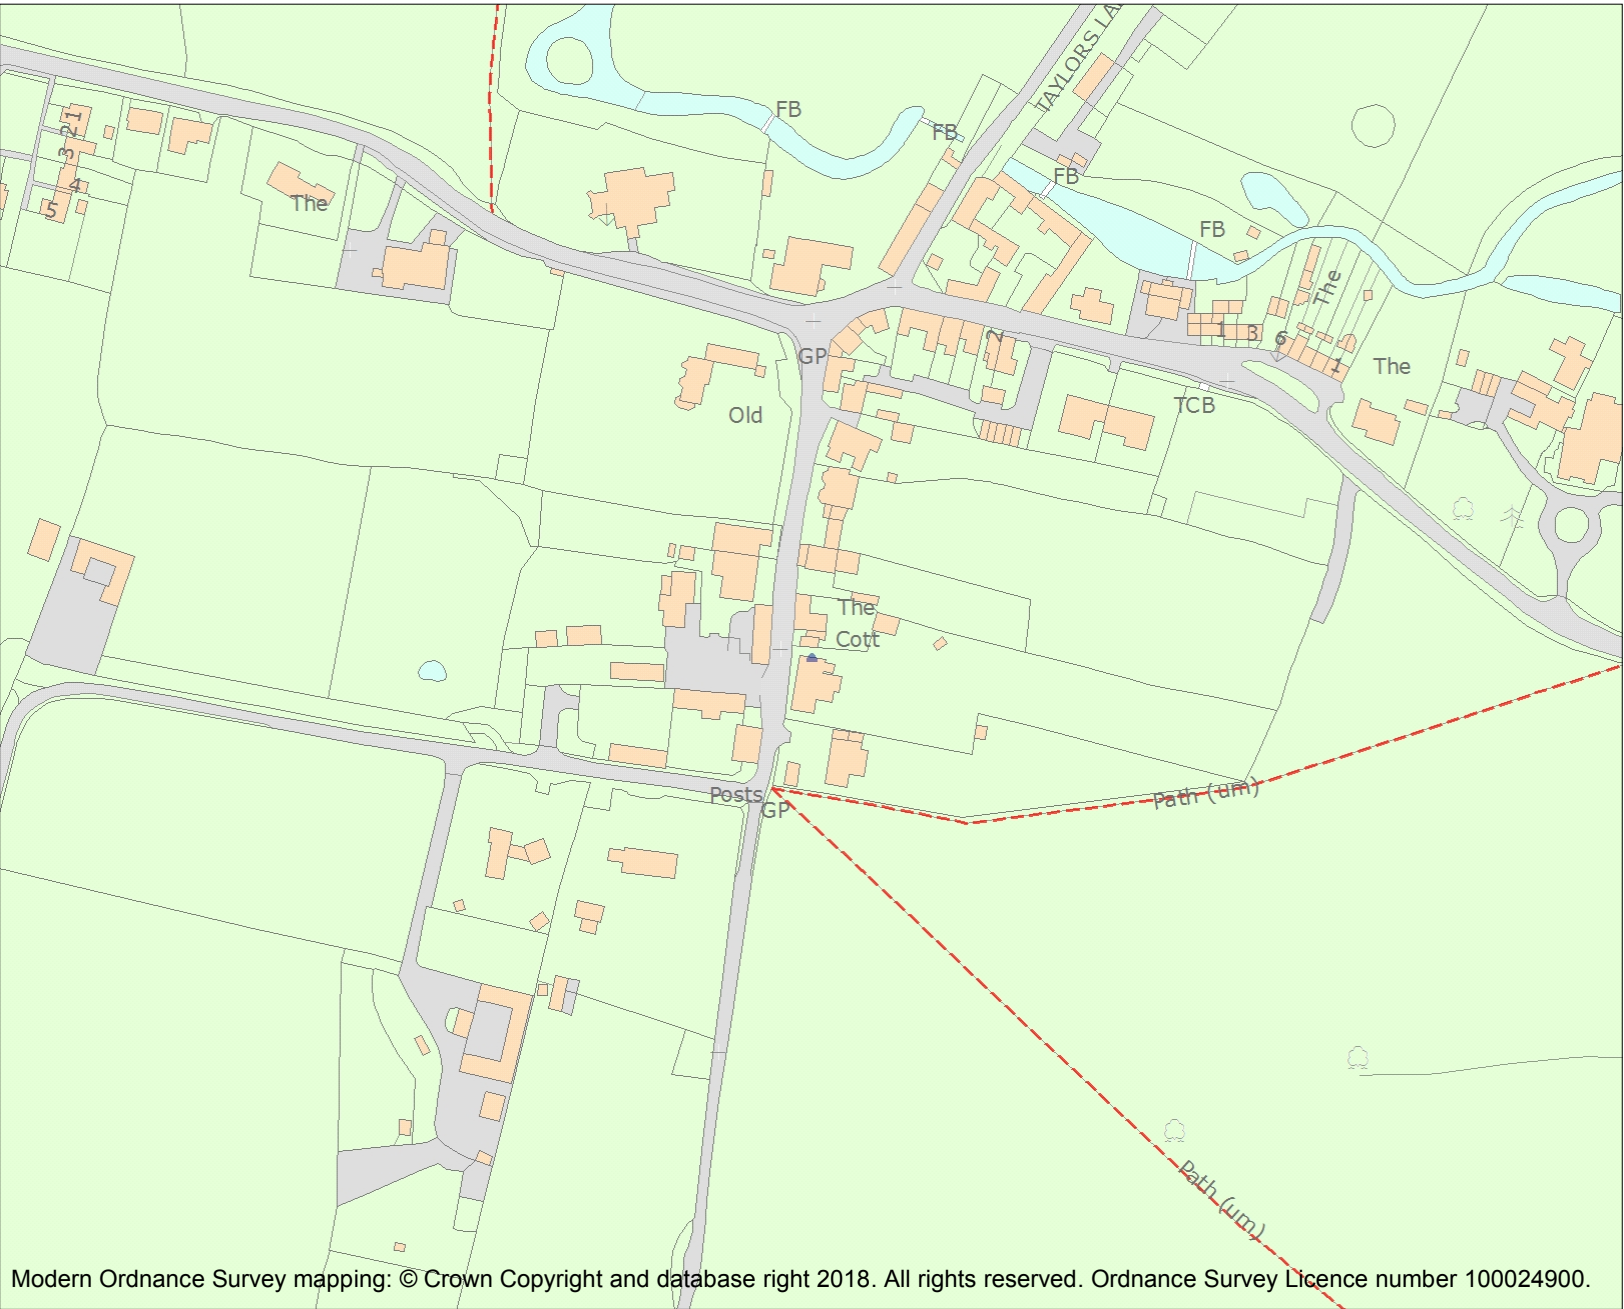 TAYLORS LA
FB
FB
FB
FB
1
2
3
4
5
The
The
1
3
6
1
2
GP
The
Old
TCB
The
Cott
Posts
GP
Path (um)
Path (um)
Modern Ordnance Survey mapping: © Crown Copyright and database right 2018. All rights reserved. Ordnance Survey Licence number 100024900.